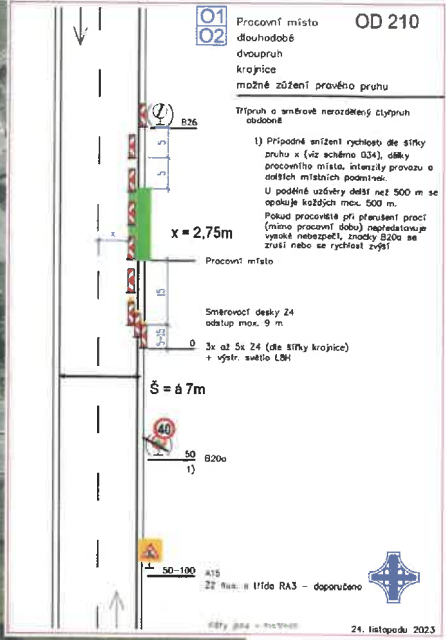 O1
O2
Pracovní místo
OD 210
dlouhodobé
dvoupruh
krajnice
možné zúžení pravého pruhu
Třípruh a směrově nerozdělený čtyřpruh
obdobně
B26
5
5
1) Případné snížení rychlosti dle šířky
pruhu x (viz schéma 034), délky
pracovního místa, intenzity provozu a
dalších místních podmínek.
U podélné uzávěry delší než 500 m se
opakuje každých max. 500 m.
Pokud pracoviště při přerušení prací
(mimo pracovní dobu) nepředstavuje
vysoké nebezpečí, značky B20a se
zruší nebo se rychlost zvýší
x
x = 2,75m
Pracovní místo
15
Směrovací desky Z4
odstup max. 9 m
5-15
0
3x až 5x Z4 (dle šířky krajnice)
+ výstr. světlo L8H
Š = á 7m
40
50
B20a
1)
50-100
A15
třída RA3 - doporučeno
24. listopadu 2023